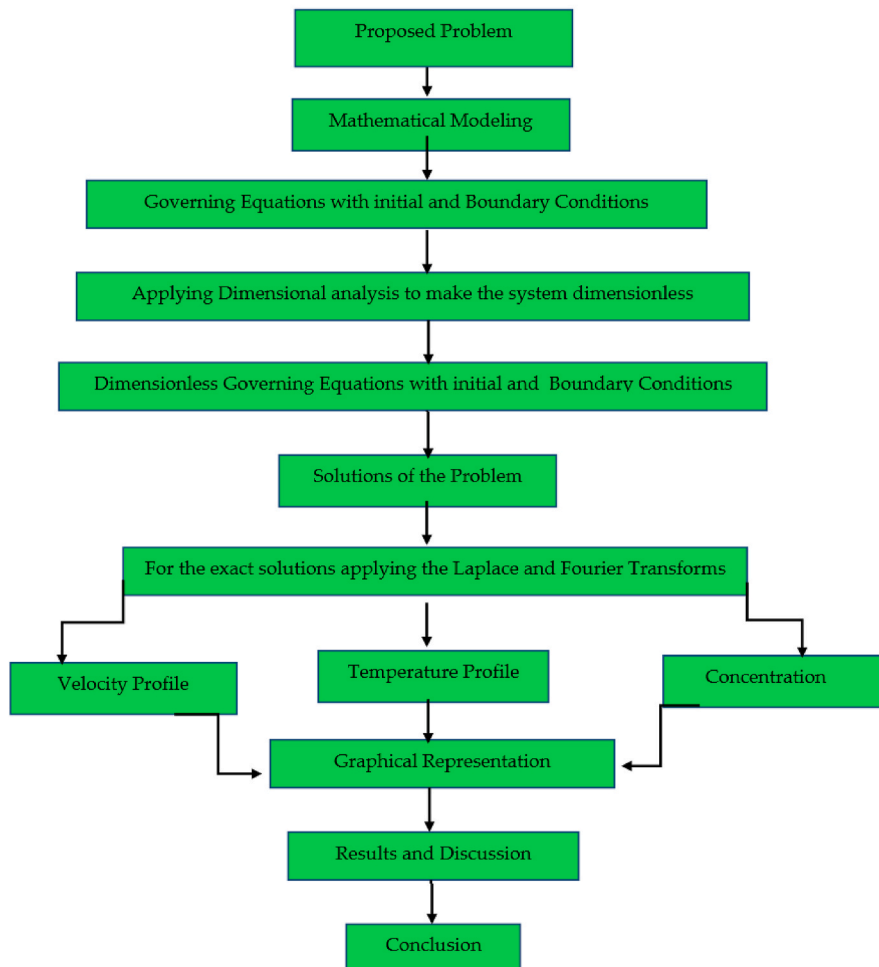 Proposed Problem
Mathematical Modeling
Governing Equations with initial and Boundary Conditions
Applying Dimensional analysis to make the system dimensionless
Dimensionless Governing Equations with initial and Boundary Conditions
Solutions of the Problem
For the exact solutions applying the Laplace and Fourier Transforms
Velocity Profile
Temperature Profile
Concentration
Graphical Representation
Results and Discussion
Conclusion